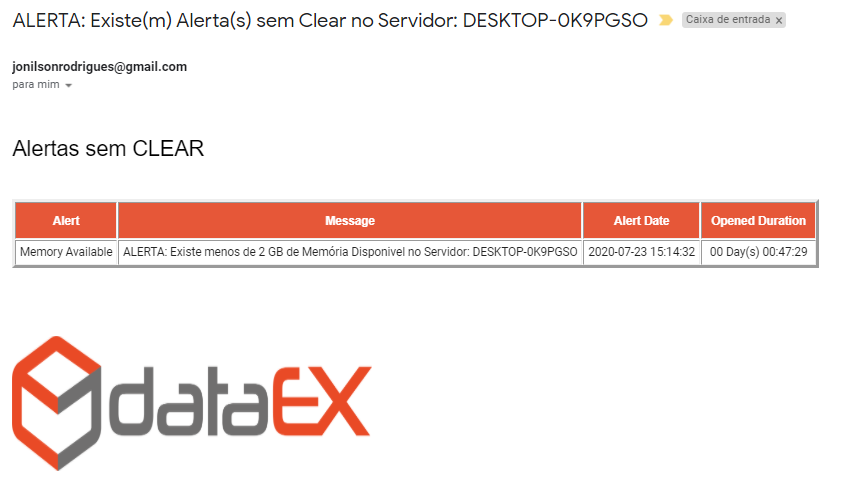 ALERTA: Existe(m) Alerta(s) sem Clear no Servidor: DESKTOP-0K9PGSO Caixa de entrada x
jonilsonrodrigues@gmail.com
para mim
Alertas sem CLEAR
Alert Message Alert Date Opened Duration
Memory Available ALERTA: Existe menos de 2 GB de Memória Disponivel no Servidor: DESKTOP-0K9PGSO 2020-07-23 15:14:32 00 Day(s) 00:47:29
dataEX